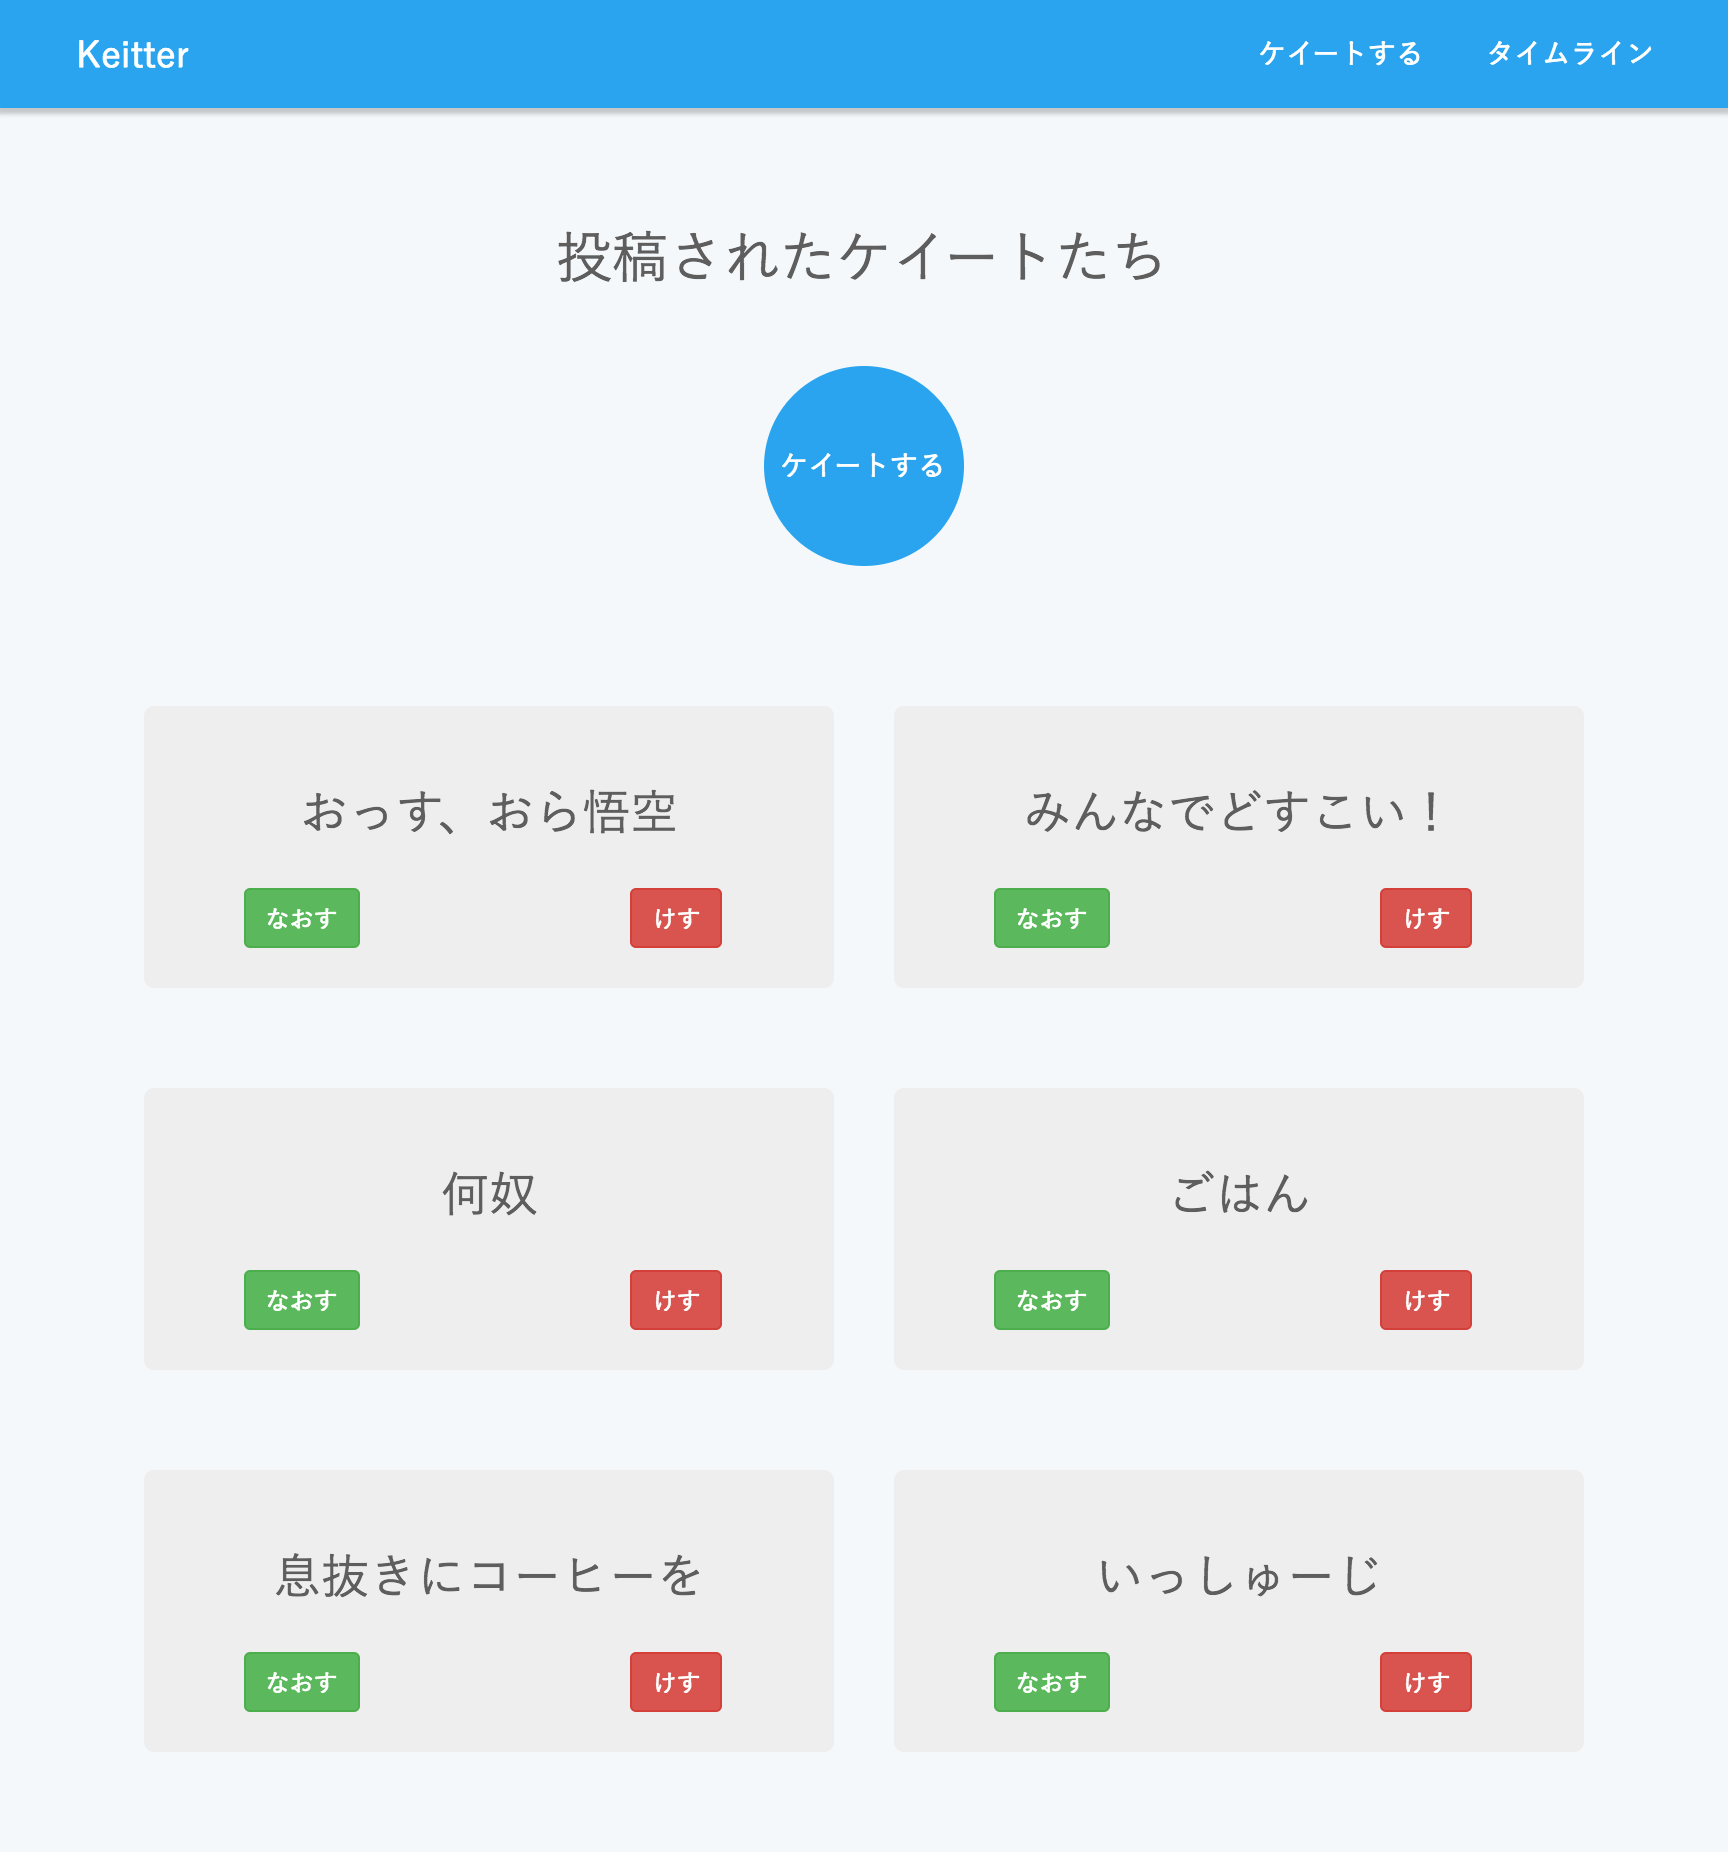 Keitter
ケイートする
タイムライン
投稿されたケイートたち
ケイートする
おっす、おら悟空
なおす
けす
みんなでどすこい！
なおす
けす
何奴
なおす
けす
ごはん
なおす
けす
息抜きにコーヒーを
なおす
けす
いっしゅーじ
なおす
けす